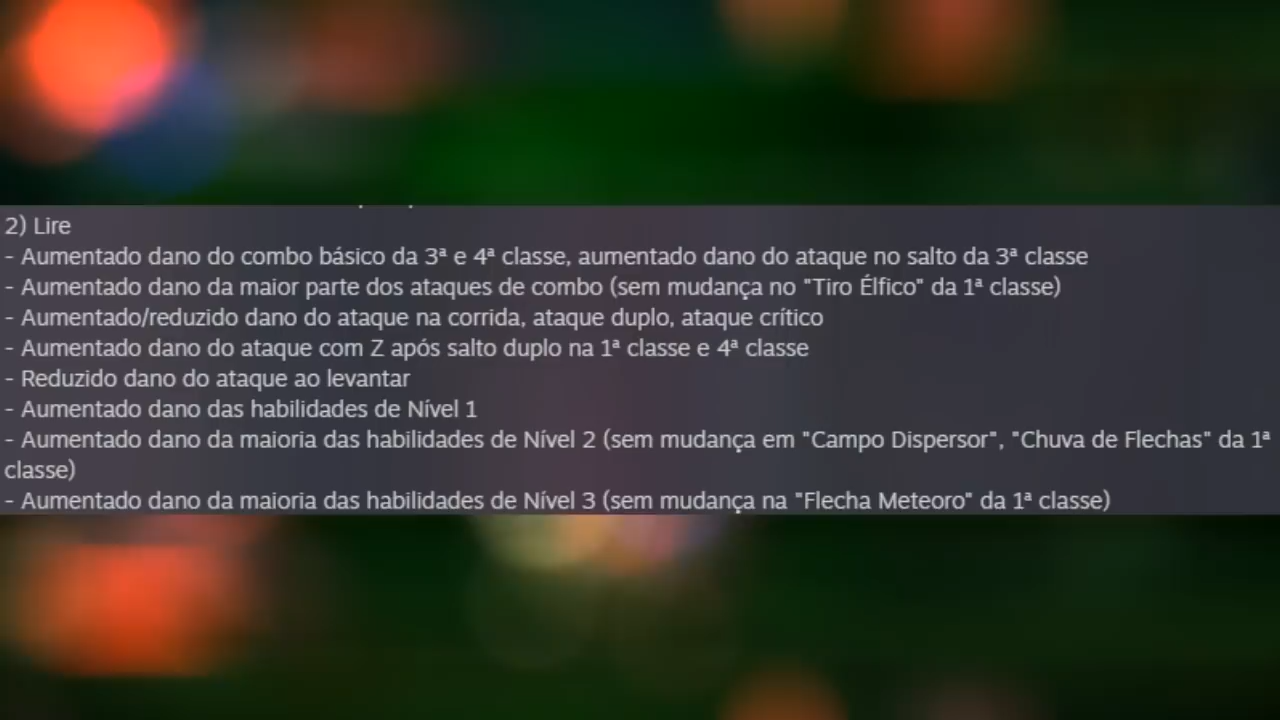 2) Lire
- Aumentado dano do combo básico da 3ª e 4ª classe, aumentado dano do ataque no salto da 3ª classe
- Aumentado dano da maior parte dos ataques de combo (sem mudança no "Tiro Élfico" da 1ª classe)
- Aumentado/reduzido dano do ataque na corrida, ataque duplo, ataque crítico
- Aumentado dano do ataque com Z após salto duplo na 1ª classe e 4ª classe
- Reduzido dano do ataque ao levantar
- Aumentado dano das habilidades de Nível 1
- Aumentado dano da maioria das habilidades de Nível 2 (sem mudança em "Campo Dispersor", "Chuva de Flechas" da 1ª
classe)
- Aumentado dano da maioria das habilidades de Nível 3 (sem mudança na "Flecha Meteoro" da 1ª classe)